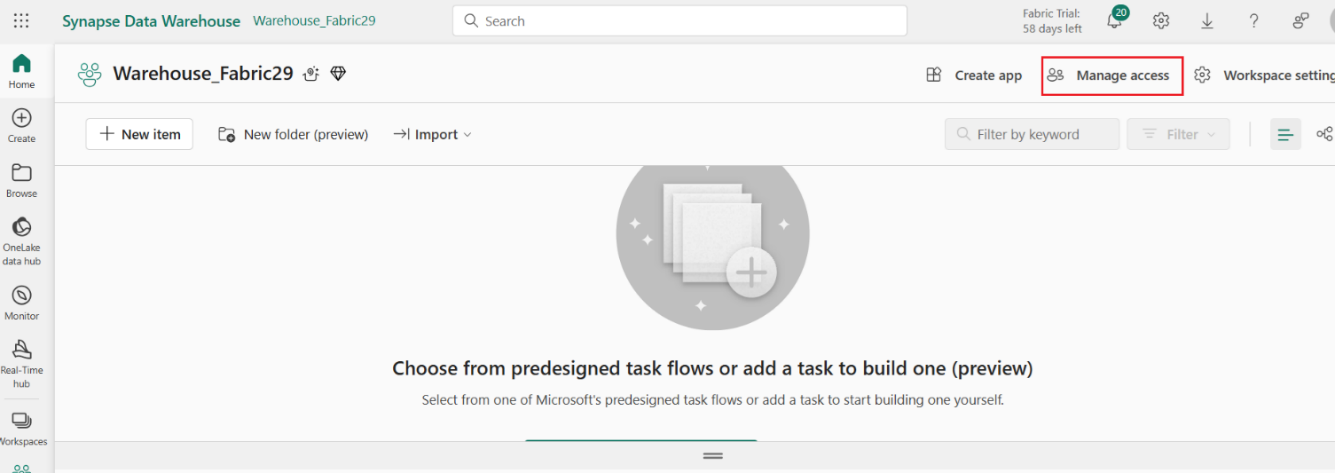 Synapse Data Warehouse Warehouse_Fabric29
Search
Fabric Trial:
58 days left
20
?
Home
Warehouse_Fabric29
Create app
Manage access
Workspace setting
Create
New item
New folder (preview)
Import
Filter by keyword
Filter
Browse
OneLake
data hub
Monitor
Real-Time
hub
Workspaces
Choose from predesigned task flows or add a task to build one (preview)
Select from one of Microsoft's predesigned task flows or add a task to start building one yourself.